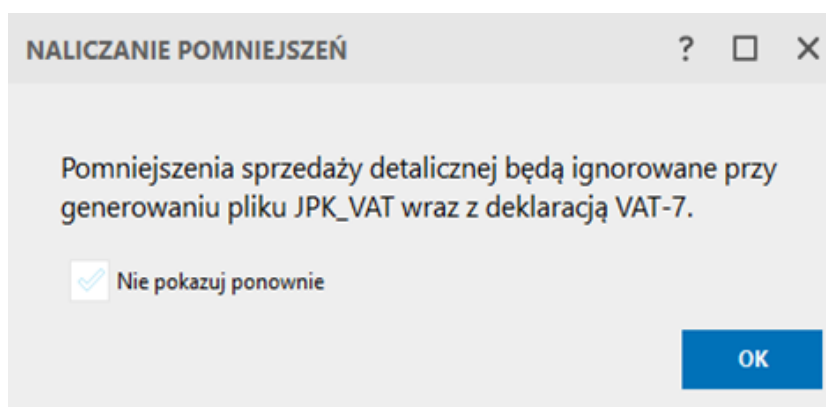 NALICZANIE POMNIEJSZEŃ ?
Pomniejszenia sprzedaży detalicznej będą ignorowane przy
generowaniu pliku JPK_VAT wraz z deklaracją VAT-7.
Nie pokazuj ponownie
OK